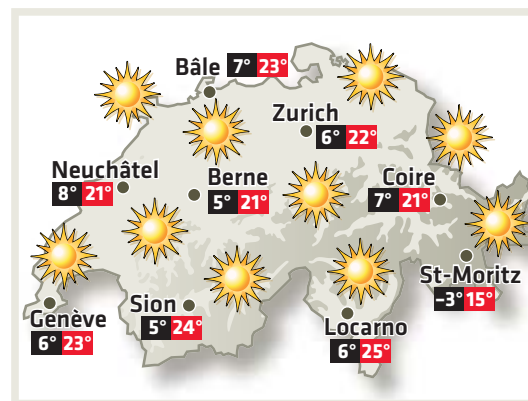 Bâle 7° 23°
Zurich
6° 22°
Neuchâtel
8° 21°
Berne
5° 21°
Coire
7° 21°
St-Moritz
–3° 15°
Sion
5° 24°
Genève
6° 23°
Locarno
6° 25°